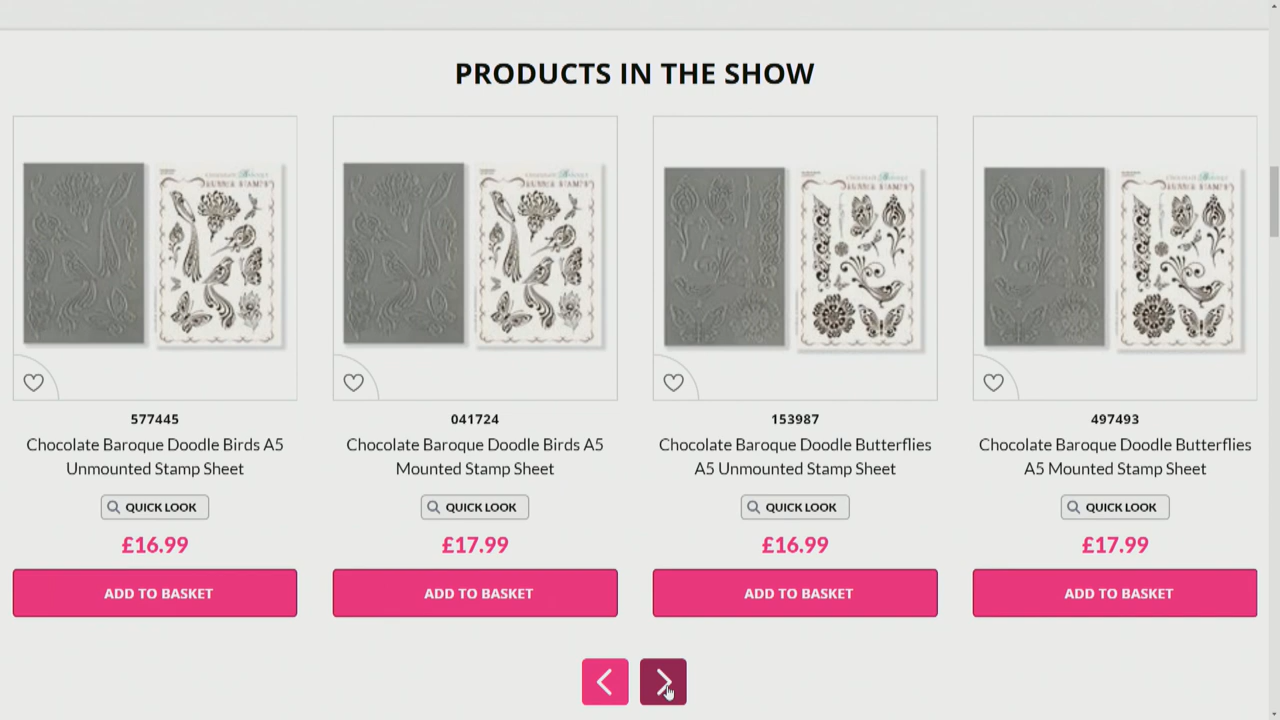 PRODUCTS IN THE SHOW
577445
Chocolate Baroque Doodle Birds A5
Unmounted Stamp Sheet
QUICK LOOK
£16.99
ADD TO BASKET
041724
Chocolate Baroque Doodle Birds A5
Mounted Stamp Sheet
QUICK LOOK
£17.99
ADD TO BASKET
153987
Chocolate Baroque Doodle Butterflies
A5 Unmounted Stamp Sheet
QUICK LOOK
£16.99
ADD TO BASKET
497493
Chocolate Baroque Doodle Butterflies
A5 Mounted Stamp Sheet
QUICK LOOK
£17.99
ADD TO BASKET